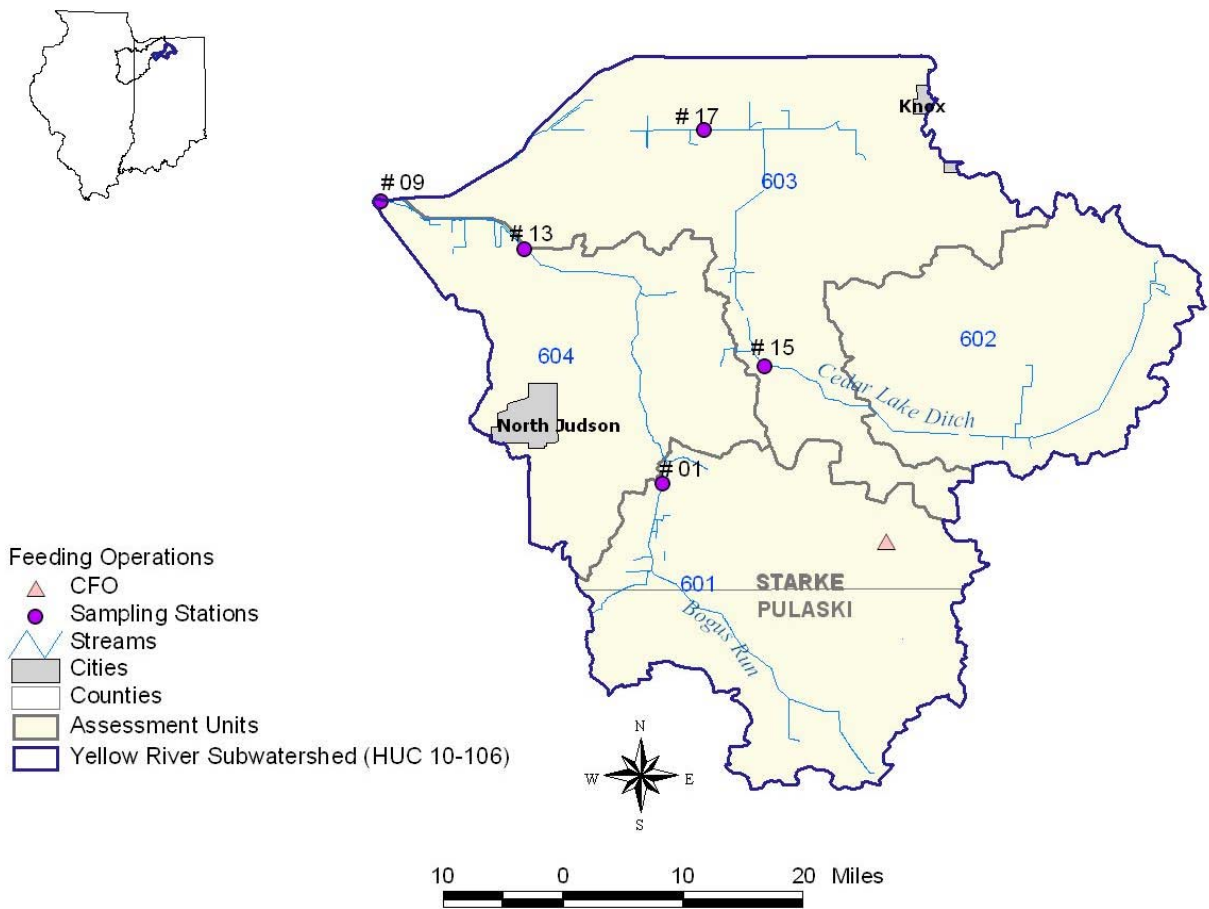 Knox
# 17
603
# 09
# 13
602
604
# 15
Cedar Lake Ditch
North Judson
# 01
601
STARKE
PULASKI
Bogus Run
Feeding Operations
CFO
Sampling Stations
Streams
Cities
Counties
Assessment Units
Yellow River Subwatershed (HUC 10-106)
N
W
E
S
10 0 10 20 Miles